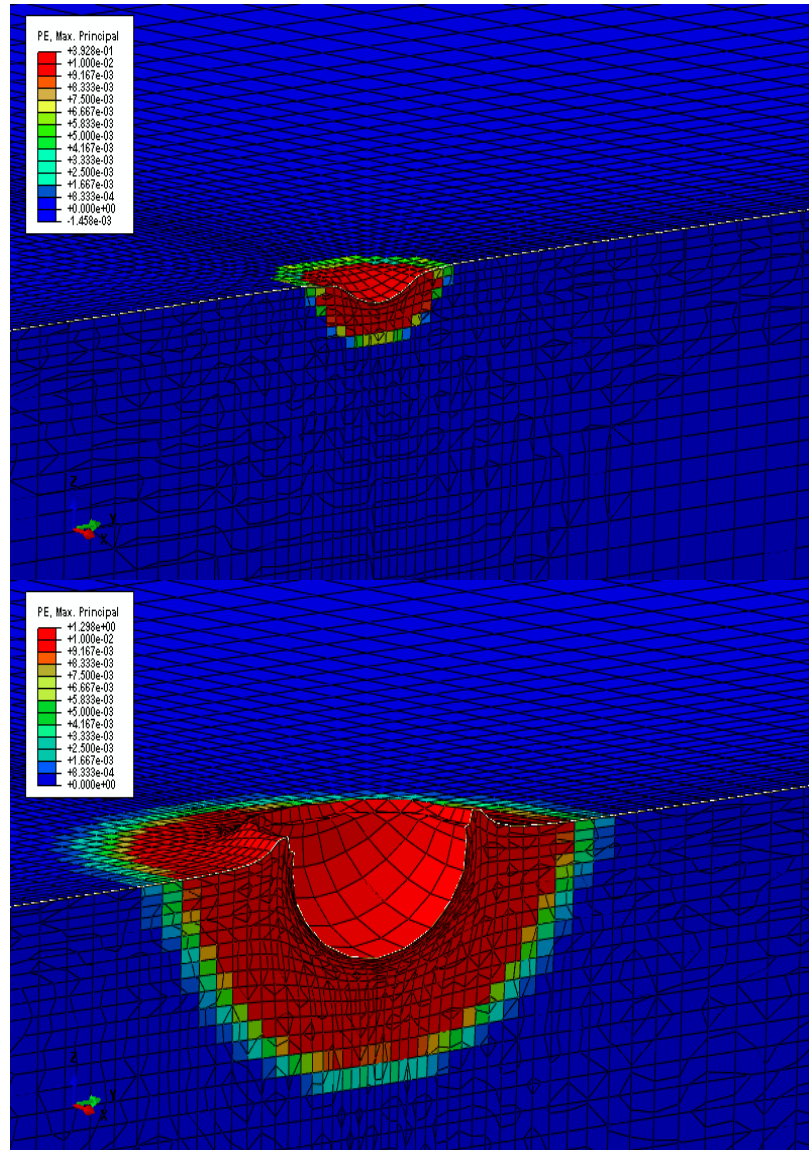 PE, Max. Principal
+3.928e-01
+1.000e-02
+9.167e-03
+8.333e-03
+7.500e-03
+6.667e-03
+5.833e-03
+5.000e-03
+4.167e-03
+3.333e-03
+2.500e-03
+1.667e-03
+8.333e-04
+0.000e+00
-1.458e-03
Z
Y
X
PE, Max. Principal
+1.298e+00
+1.000e-02
+9.167e-03
+8.333e-03
+7.500e-03
+6.667e-03
+5.833e-03
+5.000e-03
+4.167e-03
+3.333e-03
+2.500e-03
+1.667e-03
+8.333e-04
+0.000e+00
Z
Y
X